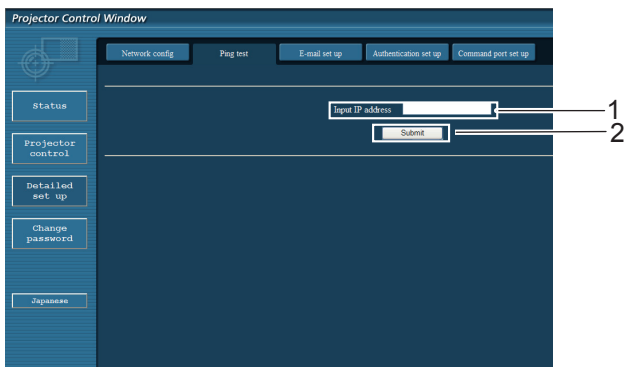 Projector Control Window
Network config Ping test E-mail set up Authentication set up Command port set up
Status
Projector
control
Detailed
set up
Change
password
Japanese
Input IP address
Submit
1
2